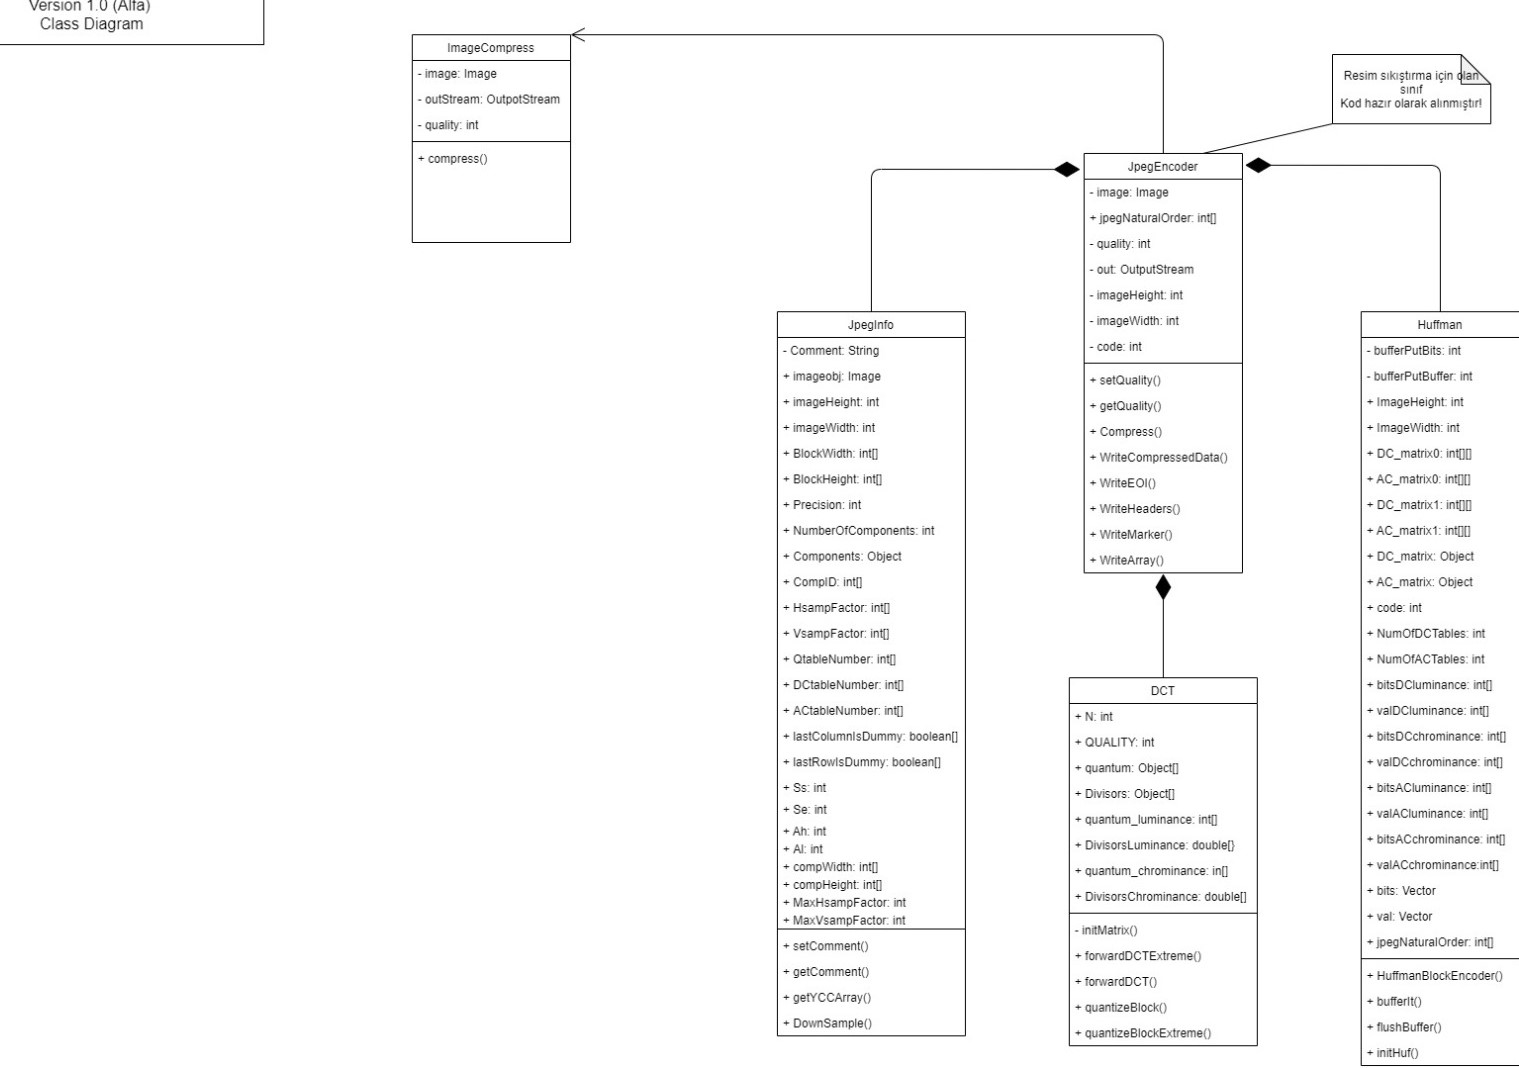 Version 1.0 (Alfa)
Class Diagram
ImageCompress
- image: Image
- outStream: OutpotStream
- quality: int
+ compress()
Resim sıkıştırma için olan
sınıf
Kod hazır olarak alınmıştır!
JpegEncoder
- image: Image
+ jpegNaturalOrder: int[]
- quality: int
- out: OutputStream
- imageHeight: int
- imageWidth: int
- code: int
+ setQuality()
+ getQuality()
+ Compress()
+ WriteCompressedData()
+ WriteEOI()
+ WriteHeaders()
+ WriteMarker()
+ WriteArray()
JpegInfo
- Comment: String
+ imageobj: Image
+ imageHeight: int
+ imageWidth: int
+ BlockWidth: int[]
+ BlockHeight: int[]
+ Precision: int
+ NumberOfComponents: int
+ Components: Object
+ CompID: int[]
+ HsampFactor: int[]
+ VsampFactor: int[]
+ QtableNumber: int[]
+ DCtableNumber: int[]
+ ACtableNumber: int[]
+ lastColumnIsDummy: boolean[]
+ lastRowIsDummy: boolean[]
+ Ss: int
+ Se: int
+ Ah: int
+ Al: int
+ compWidth: int[]
+ compHeight: int[]
+ MaxHsampFactor: int
+ MaxVsampFactor: int
+ setComment()
+ getComment()
+ getYCCArray()
+ DownSample()
DCT
+ N: int
+ QUALITY: int
+ quantum: Object[]
+ Divisors: Object[]
+ quantum_luminance: int[]
+ DivisorsLuminance: double[}
+ quantum_chrominance: in[]
+ DivisorsChrominance: double[]
- initMatrix()
+ forwardDCTExtreme()
+ forwardDCT()
+ quantizeBlock()
+ quantizeBlockExtreme()
Huffman
- bufferPutBits: int
- bufferPutBuffer: int
+ ImageHeight: int
+ ImageWidth: int
+ DC_matrix0: int[][]
+ AC_matrix0: int[][]
+ DC_matrix1: int[][]
+ AC_matrix1: int[][]
+ DC_matrix: Object
+ AC_matrix: Object
+ code: int
+ NumOfDCTables: int
+ NumOfACTables: int
+ bitsDCluminance: int[]
+ valDCluminance: int[]
+ bitsDCchrominance: int[]
+ valDCchrominance: int[]
+ bitsACluminance: int[]
+ valACluminance: int[]
+ bitsACchrominance: int[]
+ valACchrominance:int[]
+ bits: Vector
+ val: Vector
+ jpegNaturalOrder: int[]
+ HuffmanBlockEncoder()
+ bufferIt()
+ flushBuffer()
+ initHuf()